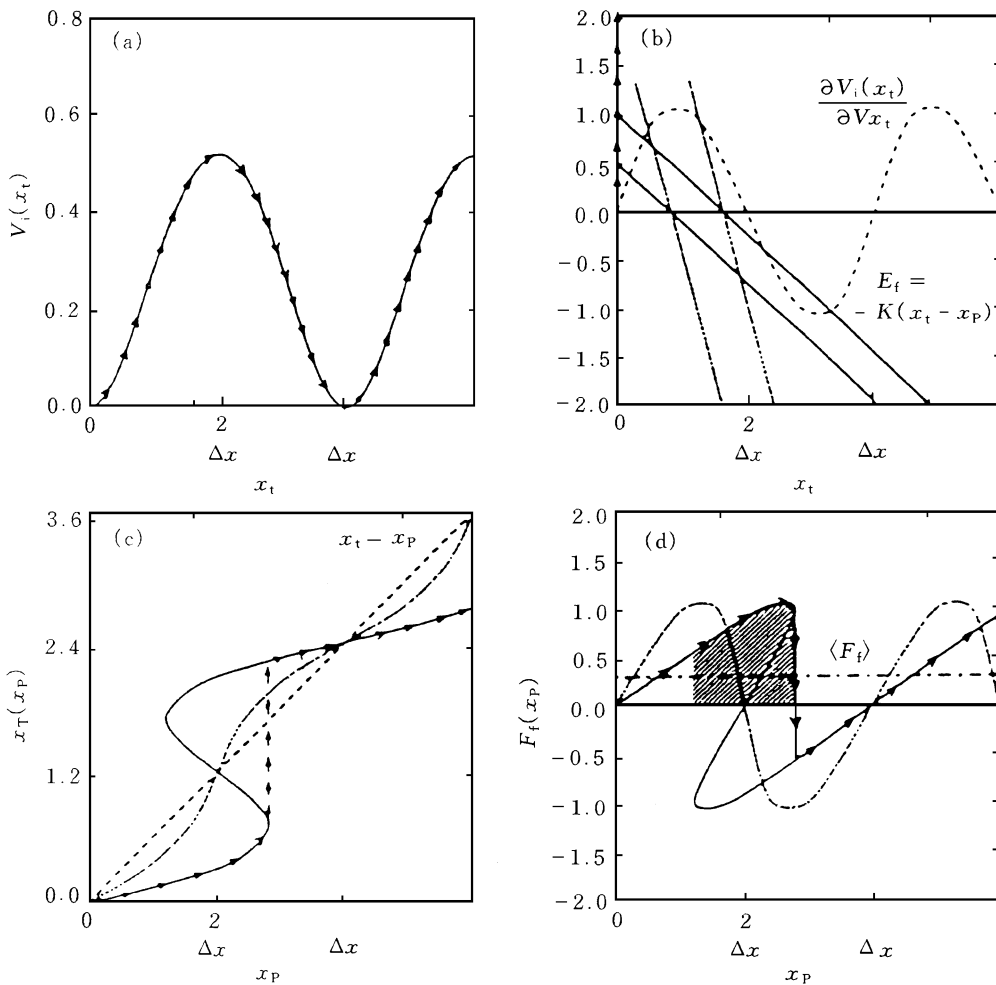 (a)
0.8
0.6
0.4
0.2
0.0
V_i(x_t)
0
2
Δx
Δx
x_t
(b)
2.0
1.5
1.0
0.5
0.0
-0.5
-1.0
-1.5
-2.0
∂V_i(x_t)
∂Vx_t
E_f =
- K(x_t - x_P)
0
2
Δx
Δx
x_t
(c)
3.6
2.4
1.2
0.0
x_T(x_P)
x_t - x_P
0
2
Δx
Δx
x_P
(d)
2.0
1.5
1.0
0.5
0.0
-0.5
-1.0
-1.5
-2.0
F_f(x_P)
⟨F_f⟩
0
Δx
Δx
x_P